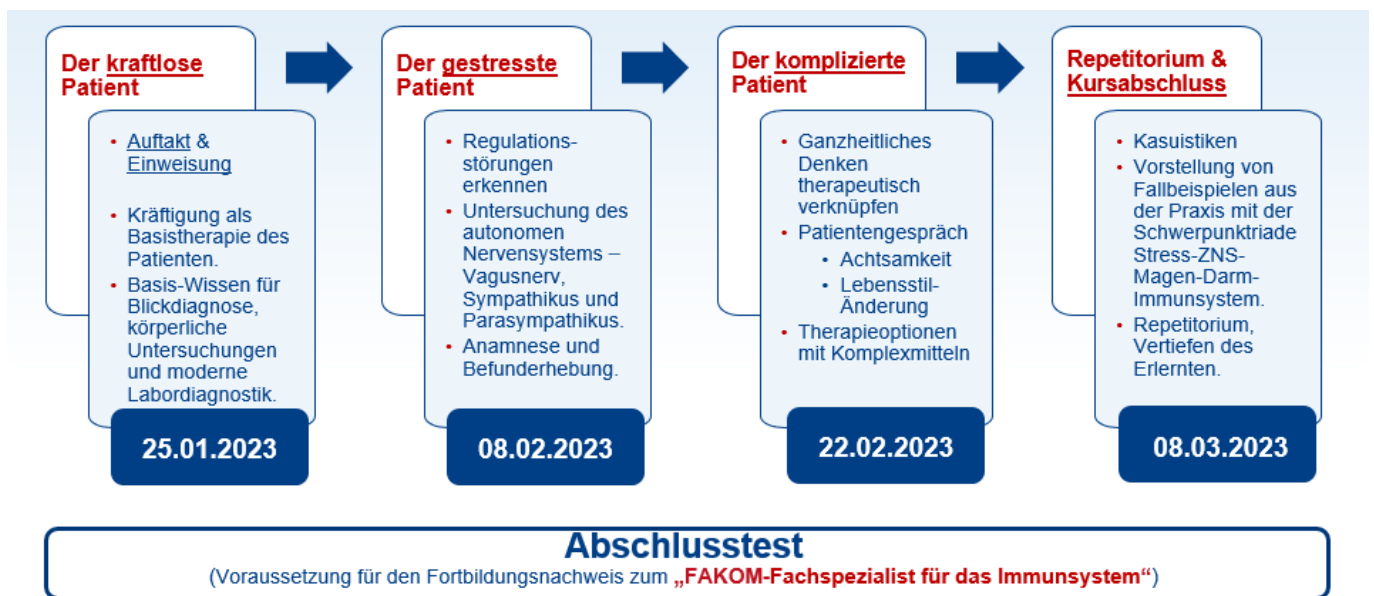 Der kraftlose
Patient
• Auftakt &
Einweisung
• Kräftigung als
Basistherapie des
Patienten.
• Basis-Wissen für
Blickdiagnose,
körperliche
Untersuchungen
und moderne
Labordiagnostik.
25.01.2023
Der gestresste
Patient
• Regulations-
störungen
erkennen
• Untersuchung des
autonomen
Nervensystems –
Vagusnerv,
Sympathikus und
Parasympathikus.
• Anamnese und
Befunderhebung.
08.02.2023
Der komplizierte
Patient
• Ganzheitliches
Denken
therapeutisch
verknüpfen
• Patientengespräch
• Achtsamkeit
• Lebensstil-
Änderung
• Therapieoptionen
mit Komplexmitteln
22.02.2023
Repetitorium &
Kursabschluss
• Kasuistiken
• Vorstellung von
Fallbeispielen aus
der Praxis mit der
Schwerpunktriade
Stress-ZNS-
Magen-Darm-
Immunsystem.
• Repetitorium,
Vertiefen des
Erlernten.
08.03.2023
Abschlusstest
(Voraussetzung für den Fortbildungsnachweis zum „FAKOM-Fachspezialist für das Immunsystem“)